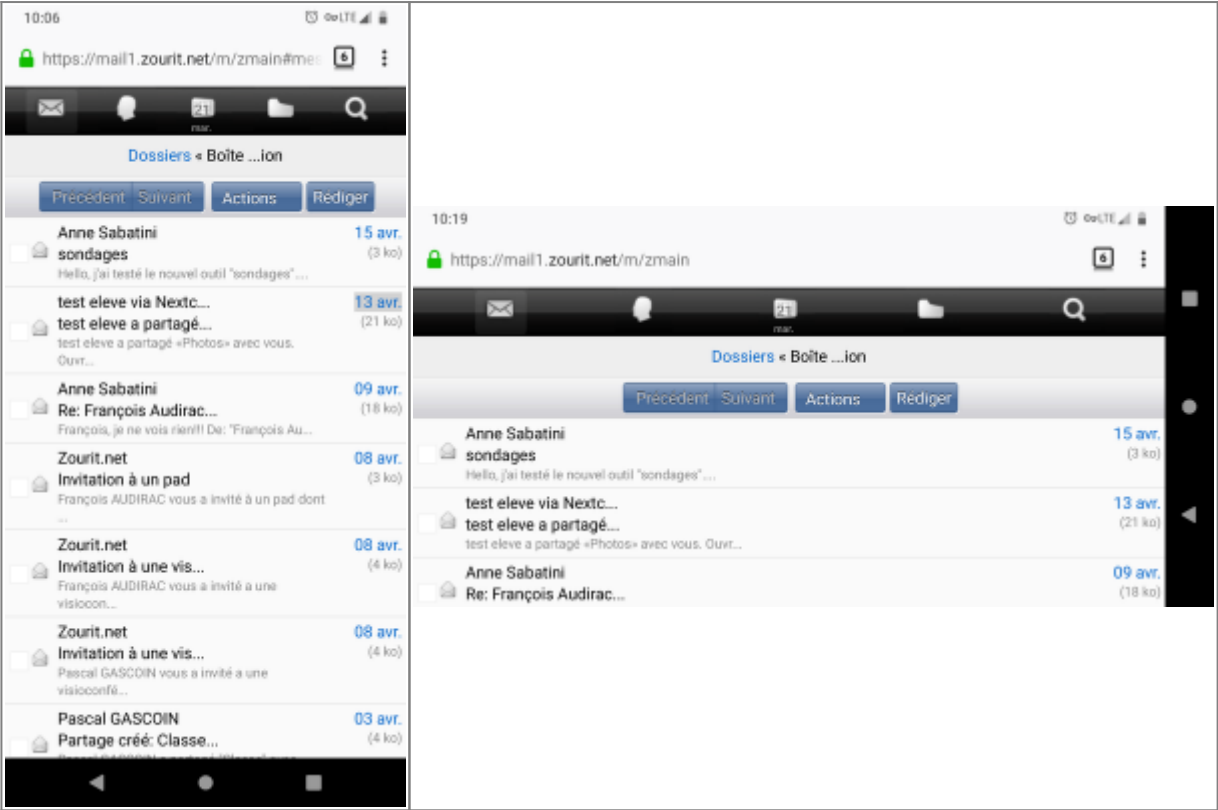 10:06
LTE
https://mail1.zourit.net/m/zmain#mes
6
21
mar.
Dossiers « Boîte ...ion
Précédent Suivant Actions Rédiger
Anne Sabatini 15 avr.
sondages (3 ko)
Hello, j'ai testé le nouvel outil "sondages"...
test eleve via Nextc... 13 avr.
test eleve a partagé... (21 ko)
test eleve a partagé «Photos» avec vous.
Ouvr...
Anne Sabatini 09 avr.
Re: François Audirac... (18 ko)
François, je ne vois rien!!! De: "François Au...
Zourit.net 08 avr.
Invitation à un pad (3 ko)
François AUDIRAC vous a invité à un pad dont
...
Zourit.net 08 avr.
Invitation à une vis... (4 ko)
François AUDIRAC vous a invité a une
visiocon...
Zourit.net 08 avr.
Invitation à une vis... (4 ko)
Pascal GASCOIN vous a invité a une
visioconfé...
Pascal GASCOIN 03 avr.
Partage créé: Classe... (4 ko)
10:19
LTE
https://mail1.zourit.net/m/zmain
6
21
mar.
Dossiers « Boîte ...ion
Précédent Suivant Actions Rédiger
Anne Sabatini 15 avr.
sondages (3 ko)
Hello, j'ai testé le nouvel outil "sondages"...
test eleve via Nextc... 13 avr.
test eleve a partagé... (21 ko)
test eleve a partagé «Photos» avec vous. Ouvr...
Anne Sabatini 09 avr.
Re: François Audirac... (18 ko)